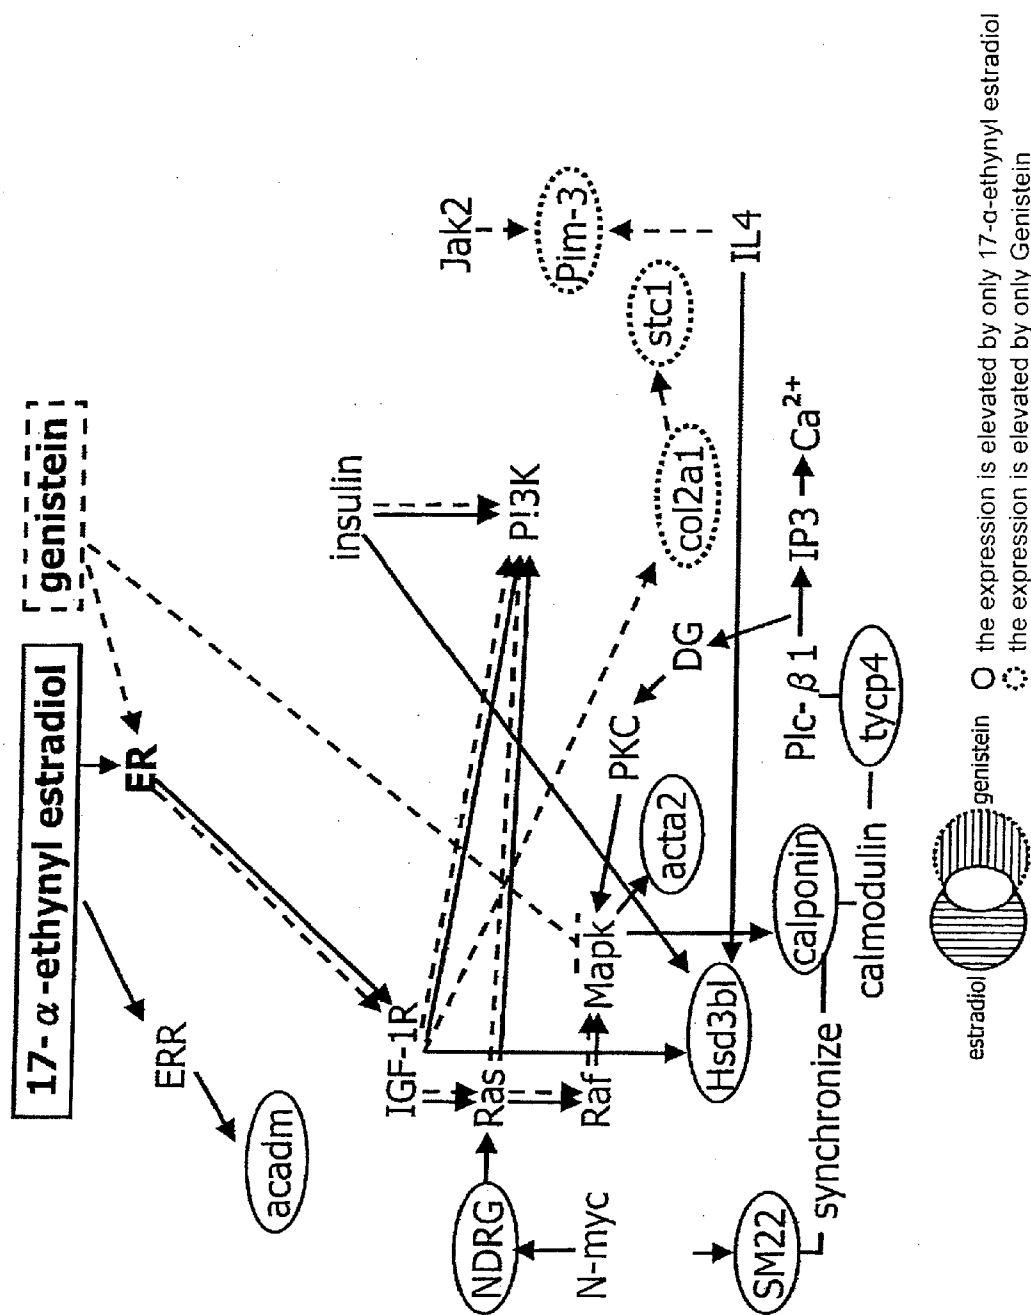 17-α-ethynyl estradiol
genistein
ER
ERR
acadm
insulin
IGF-1R
Jak2
NDRG
Ras
P!3K
Pim-3
N-myc
Raf
Mapk
PKC
DG
col2a1
stc1
acta2
Hsd3bl
IL4
SM22
calponin
Plc-β1
IP3
Ca2+
synchronize
calmodulin
tycp4
estradiol
genistein
the expression is elevated by only 17-α-ethynyl estradiol
the expression is elevated by only Genistein